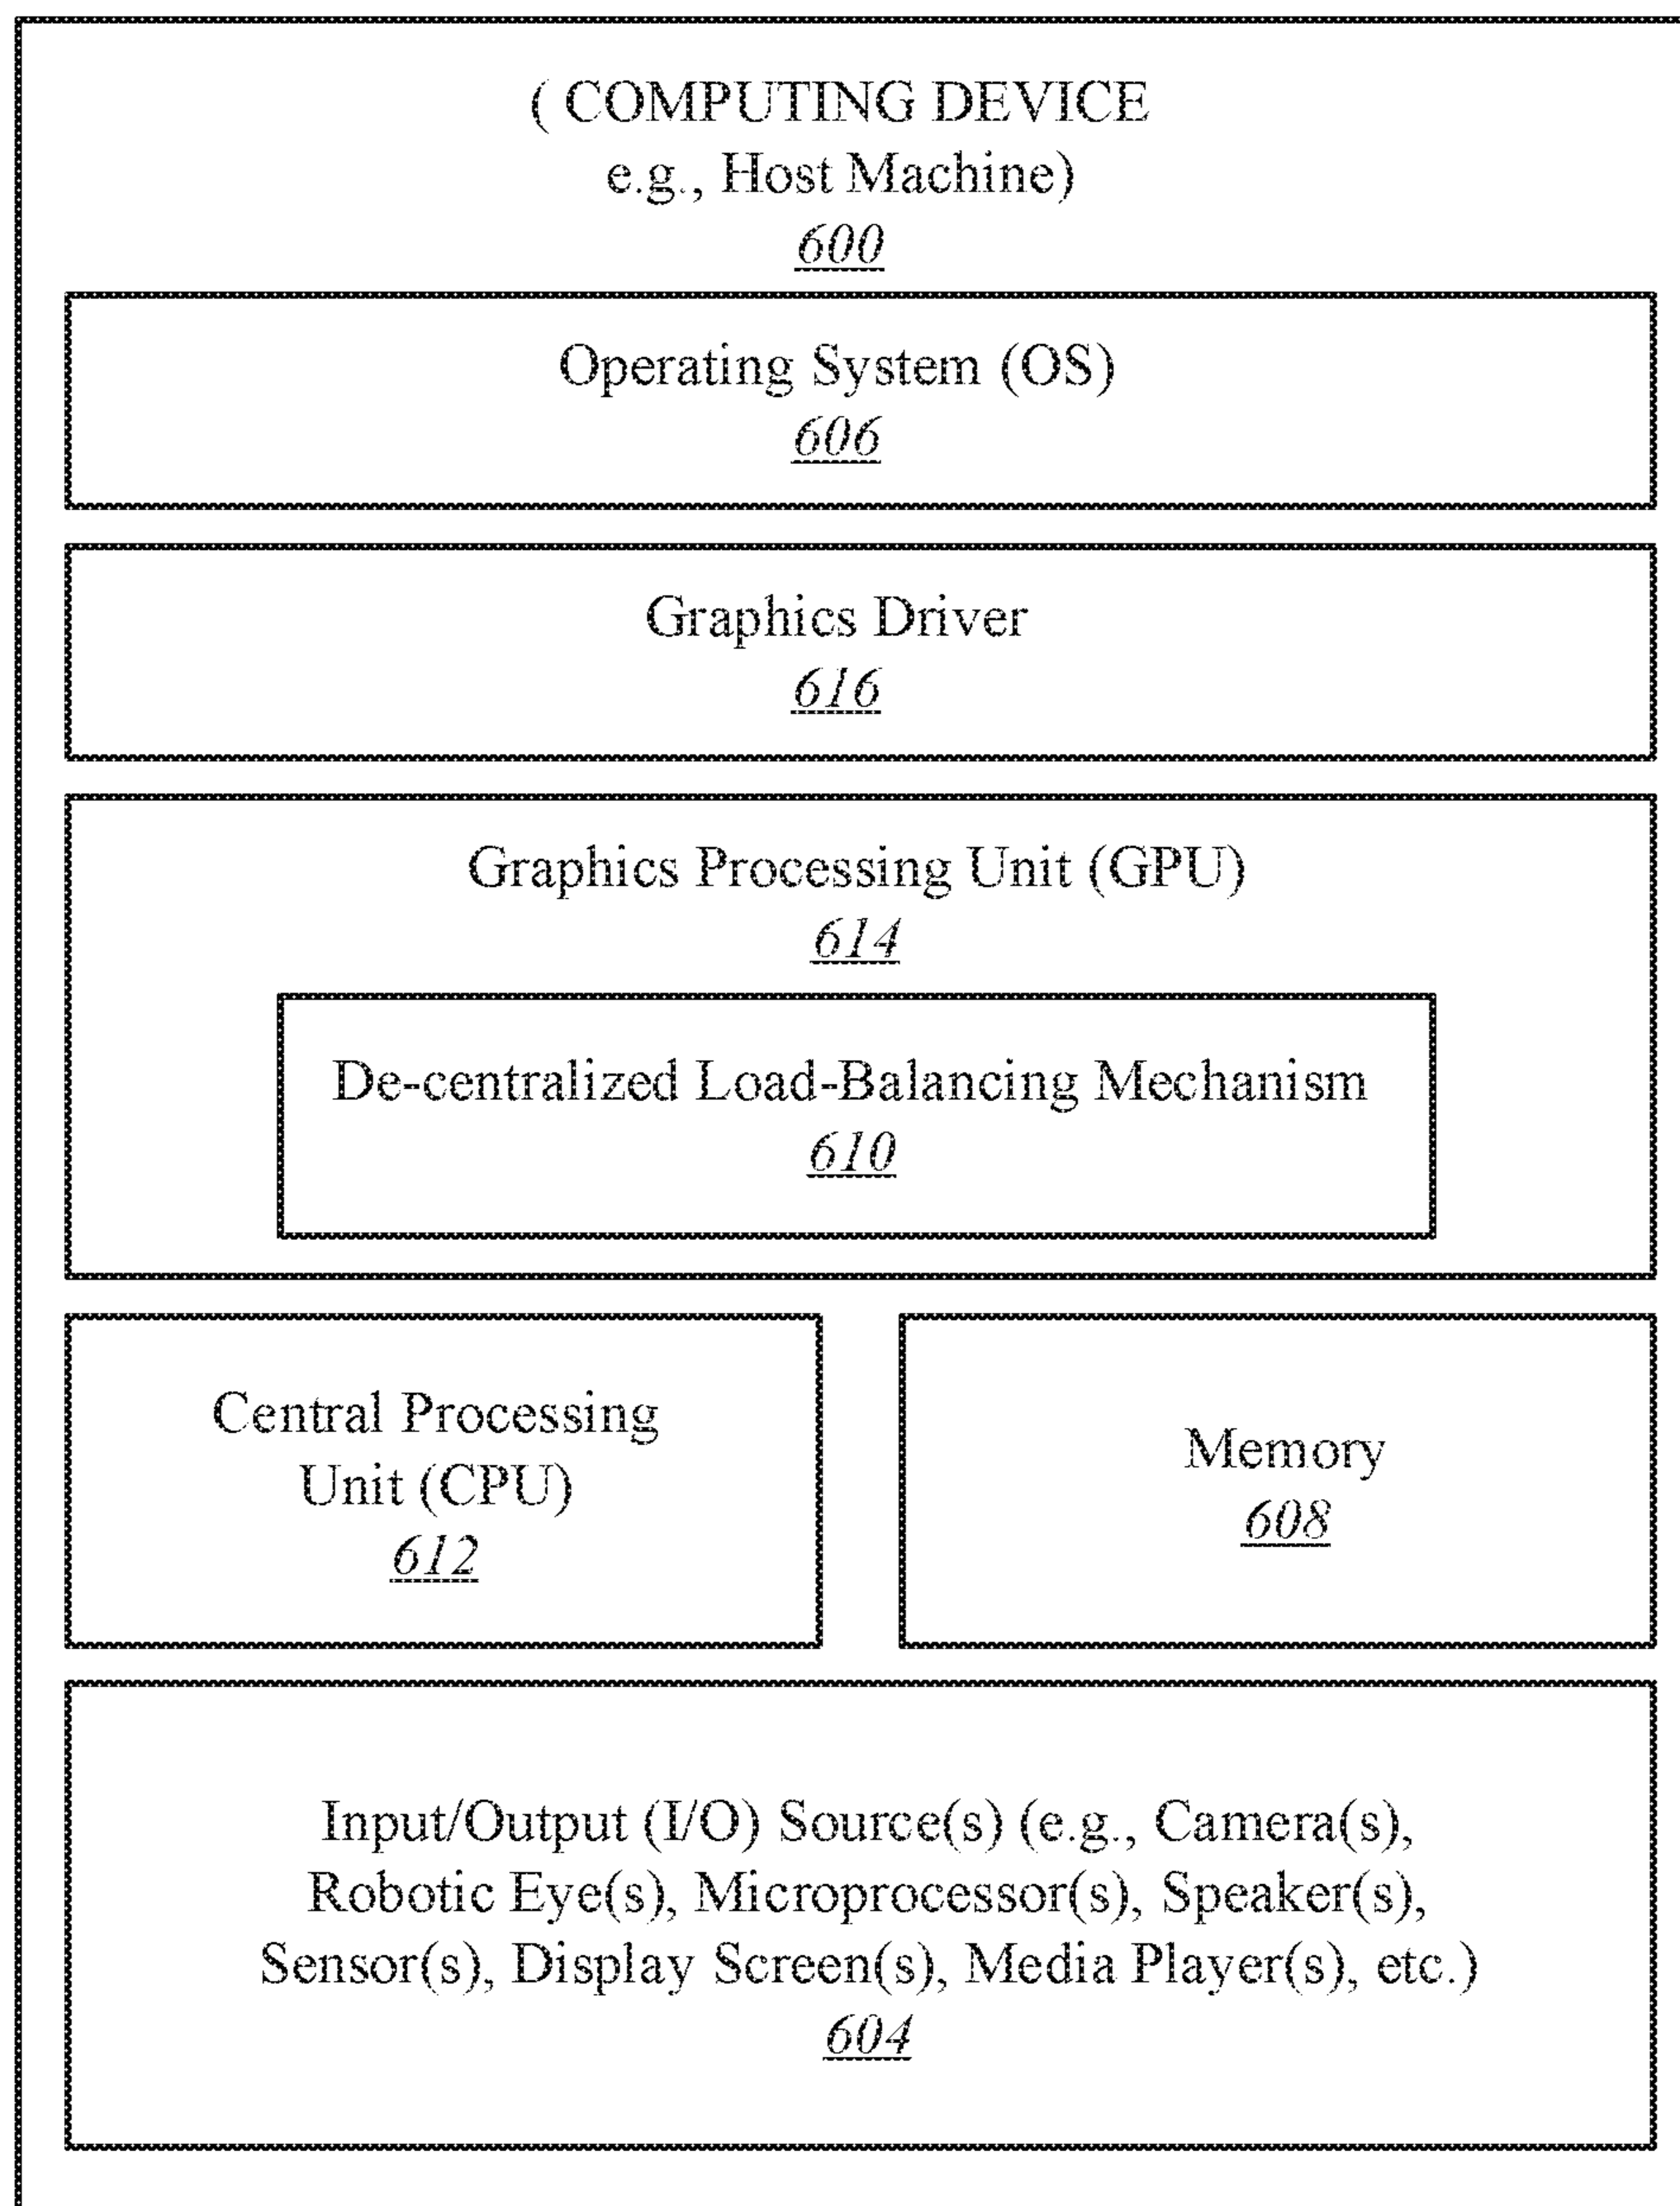 ( COMPUTING DEVICE
e.g., Host Machine)
600
Operating System (OS)
606
Graphics Driver
616
Graphics Processing Unit (GPU)
614
De-centralized Load-Balancing Mechanism
610
Central Processing
Unit (CPU)
612
Memory
608
Input/Output (I/O) Source(s) (e.g., Camera(s),
Robotic Eye(s), Microprocessor(s), Speaker(s),
Sensor(s), Display Screen(s), Media Player(s), etc.)
604